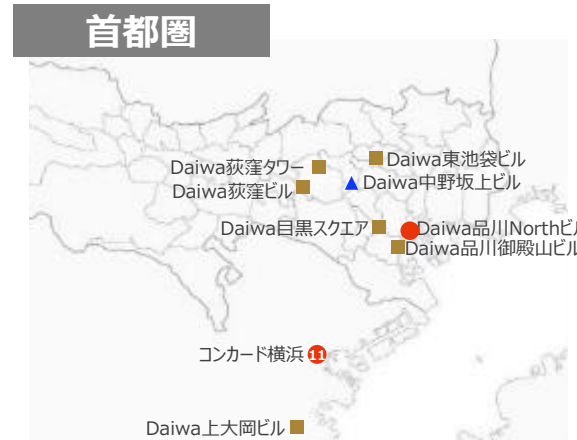 首都圏
Daiwa東池袋ビル
Daiwa荻窪タワー
Daiwa中野坂上ビル
Daiwa荻窪ビル
Daiwa目黒スクエア
Daiwa品川Northビル
Daiwa品川御殿山ビル
コンカード横浜
11
Daiwa上大岡ビル